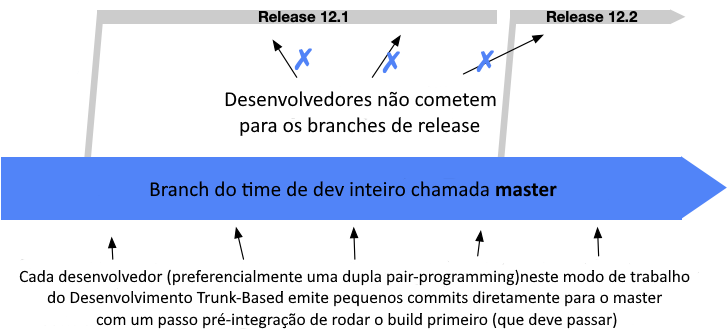 Release 12.1
Release 12.2
✗ ✗ ✗
Desenvolvedores não cometem
para os branches de release
Branch do time de dev inteiro chamada master
Cada desenvolvedor (preferencialmente uma dupla pair-programming)neste modo de trabalho
do Desenvolvimento Trunk-Based emite pequenos commits diretamente para o master
com um passo pré-integração de rodar o build primeiro (que deve passar)